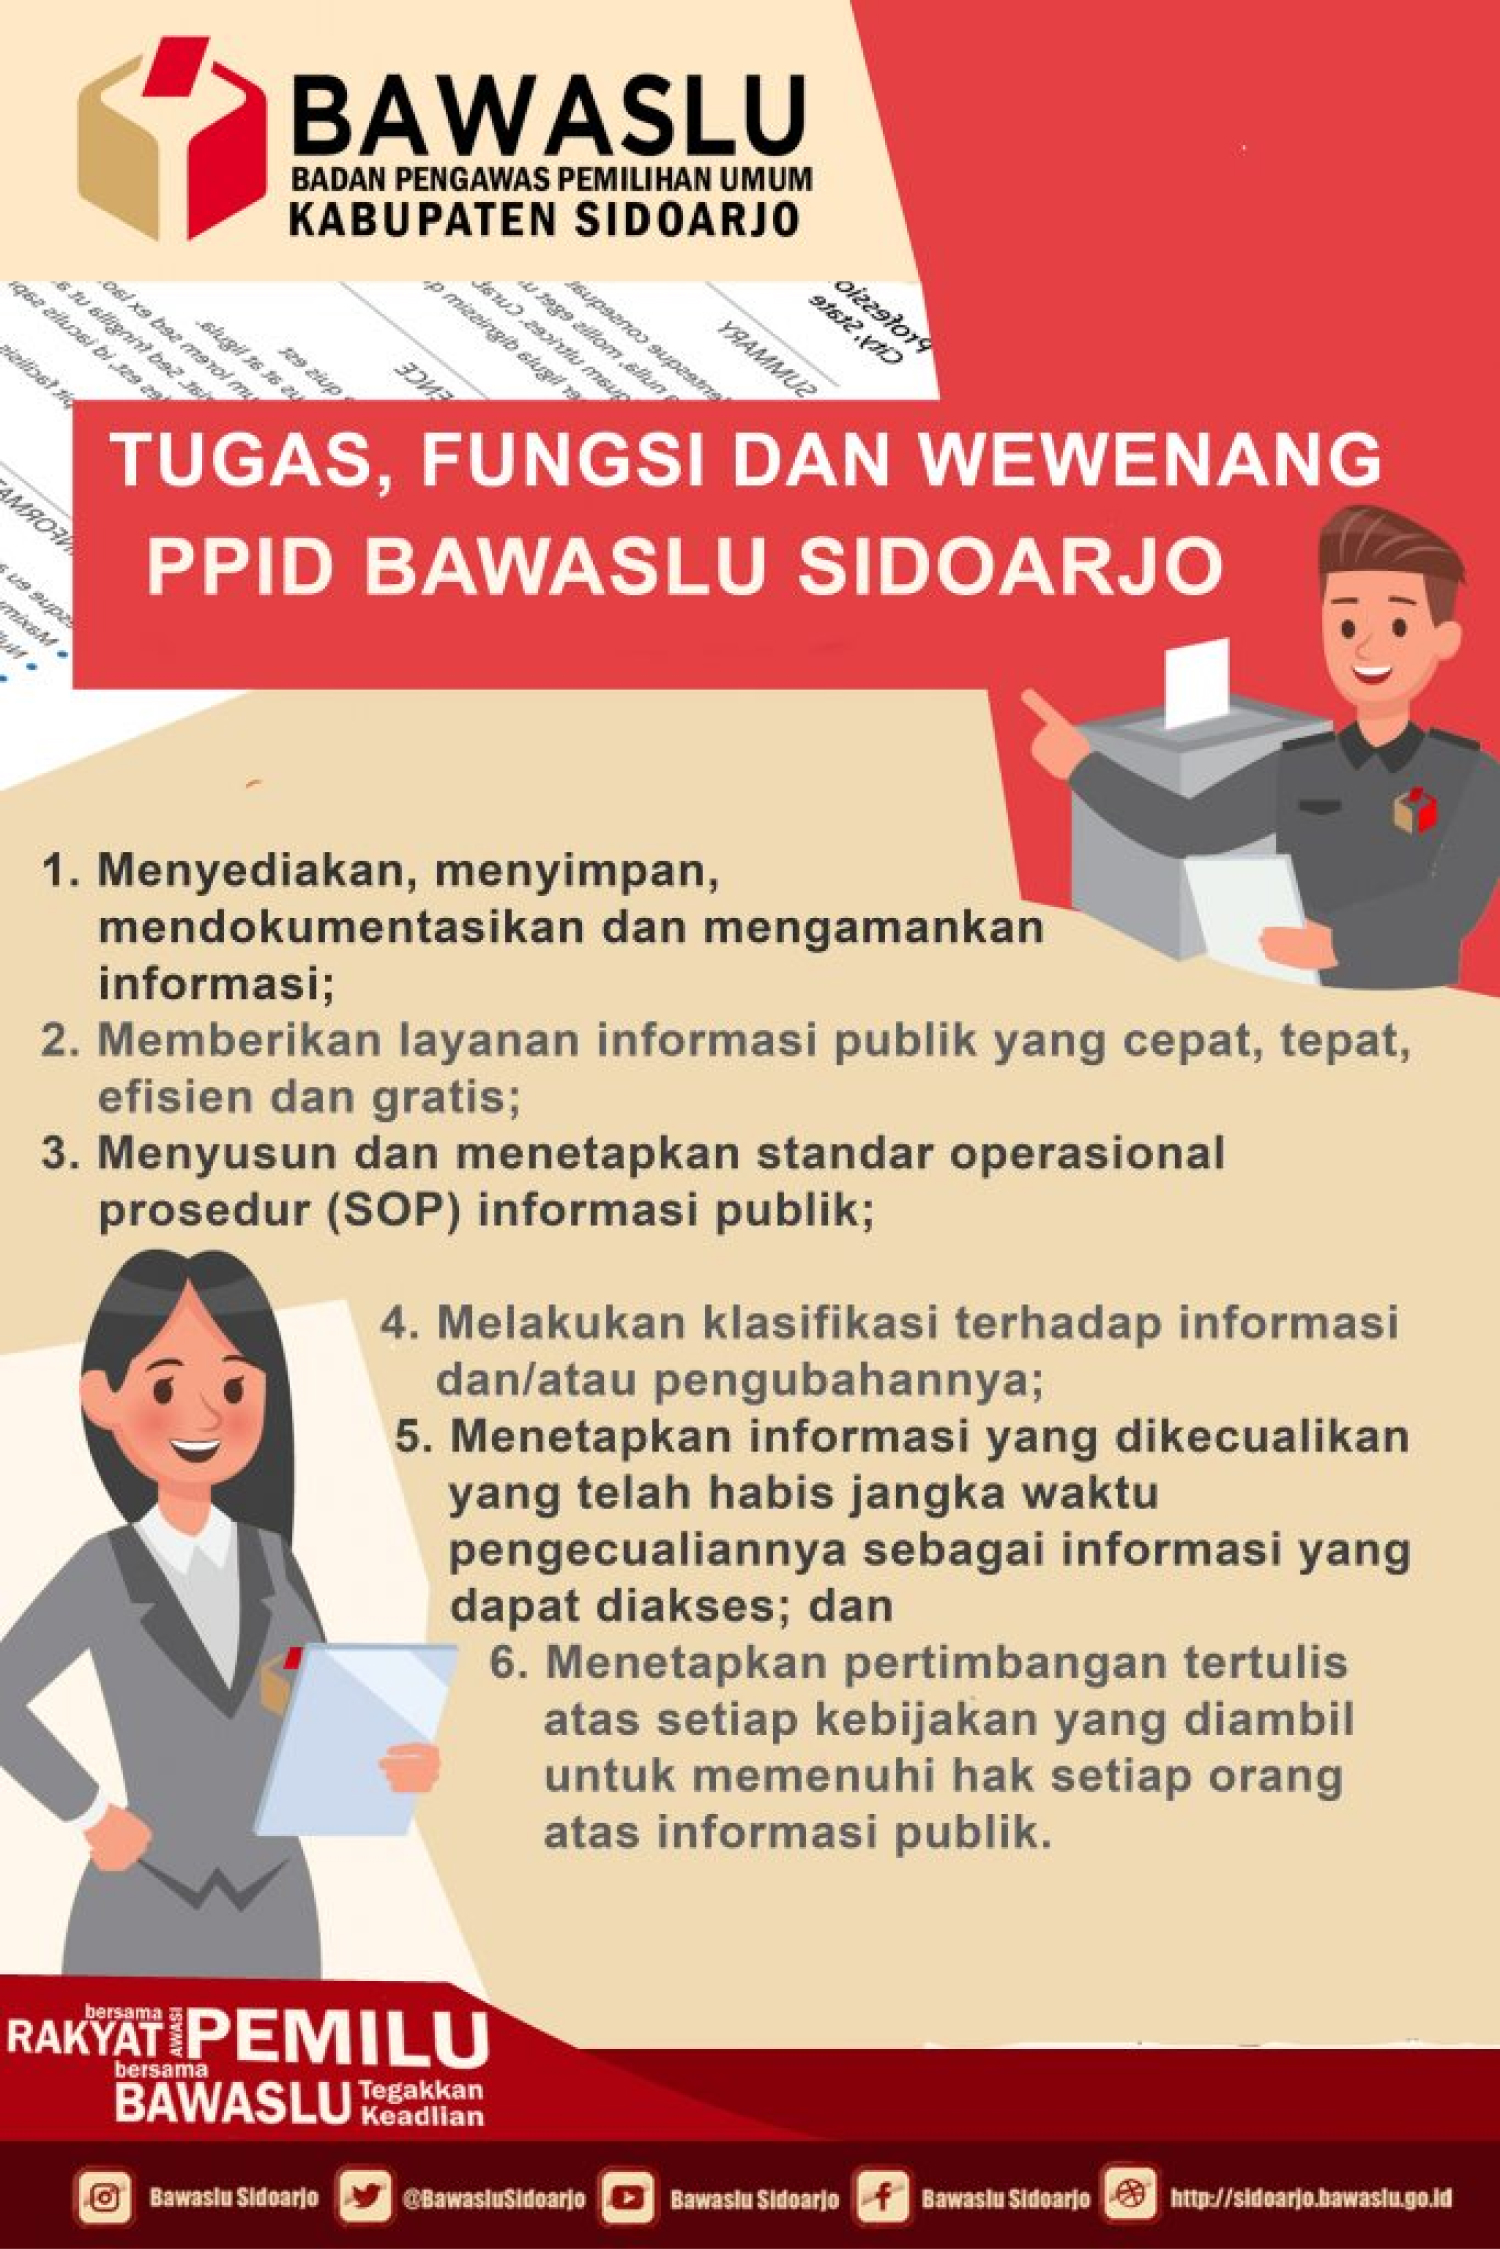 BAWASLU
BADAN PENGAWAS PEMILIHAN UMUM
KABUPATEN SIDOARJO
Professio
City, State
SUMMARY
TUGAS, FUNGSI DAN WEWENANG
PPID BAWASLU SIDOARJO
1. Menyediakan, menyimpan,
mendokumentasikan dan mengamankan
informasi;
2. Memberikan layanan informasi publik yang cepat, tepat,
efisien dan gratis;
3. Menyusun dan menetapkan standar operasional
prosedur (SOP) informasi publik;
4. Melakukan klasifikasi terhadap informasi
dan/atau pengubahannya;
5. Menetapkan informasi yang dikecualikan
yang telah habis jangka waktu
pengecualiannya sebagai informasi yang
dapat diakses; dan
6. Menetapkan pertimbangan tertulis
atas setiap kebijakan yang diambil
untuk memenuhi hak setiap orang
atas informasi publik.
bersama
RAKYAT AWASI PEMILU
bersama
BAWASLU Tegakkan
Keadlian
Bawaslu Sidoarjo @BawasluSidoarjo Bawaslu Sidoarjo Bawaslu Sidoarjo http://sidoarjo.bawaslu.go.id